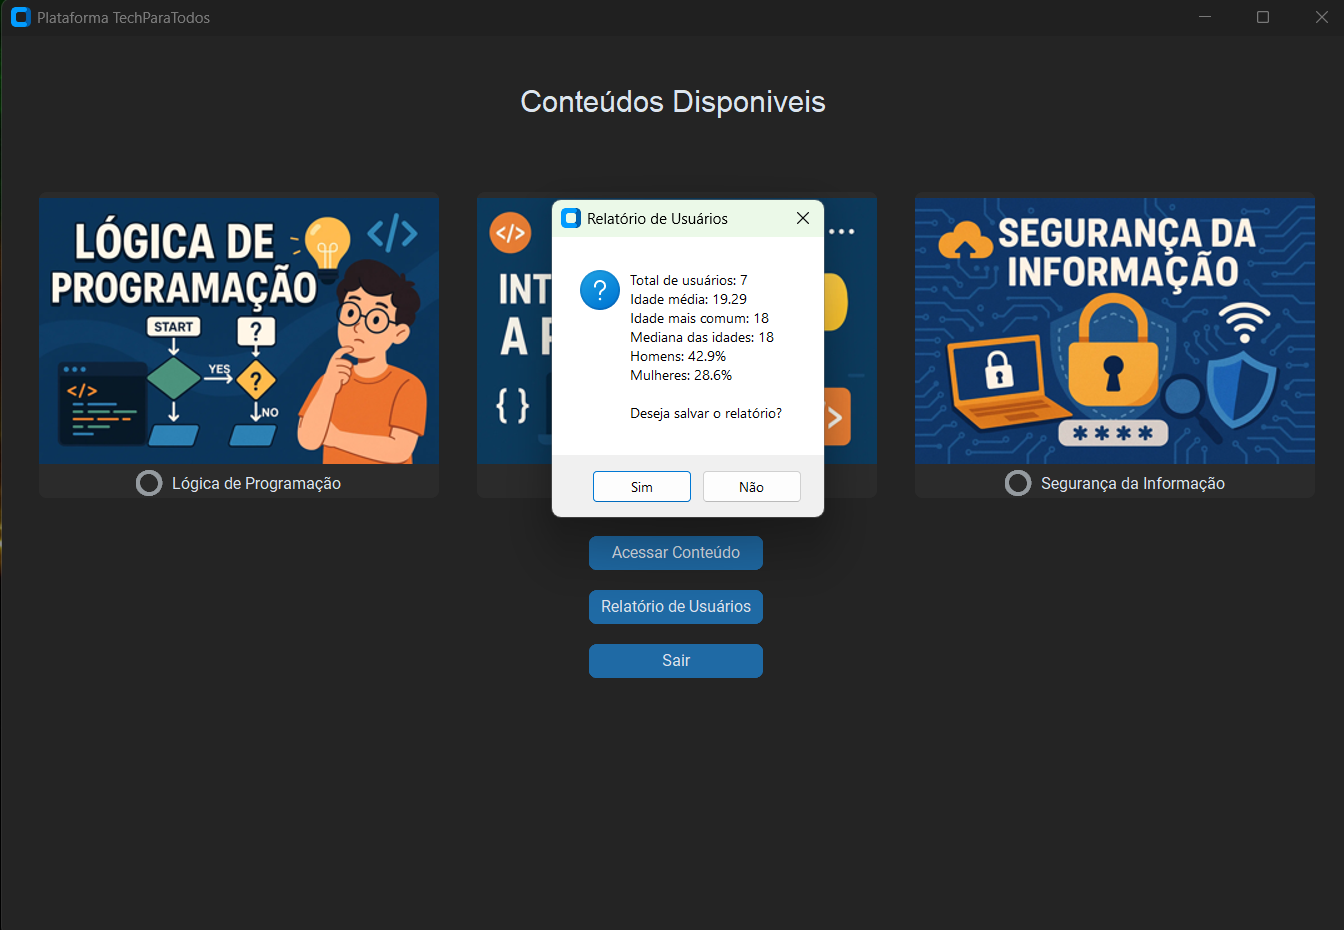 Plataforma TechParaTodos
Conteúdos Disponiveis
LÓGICA DE
PROGRAMAÇÃO
</>
START
?
YES
?
NO
</>
Lógica de Programação
</>
...
{ }
>
Relatório de Usuários
?
Total de usuários: 7
Idade média: 19.29
Idade mais comum: 18
Mediana das idades: 18
Homens: 42.9%
Mulheres: 28.6%
Deseja salvar o relatório?
Sim
Não
SEGURANÇA DA
INFORMAÇÃO
****
Segurança da Informação
Acessar Conteúdo
Relatório de Usuários
Sair